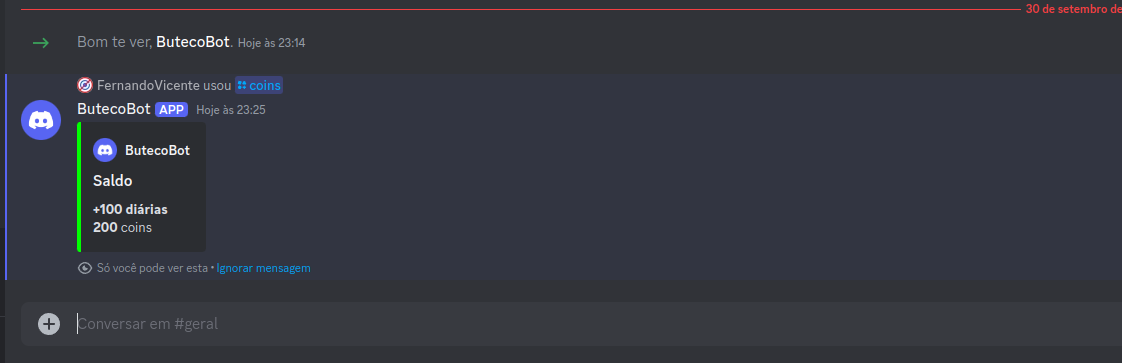 30 de setembro de
Bom te ver, ButecoBot. Hoje às 23:14
FernandoVicente usou coins
ButecoBot APP Hoje às 23:25
ButecoBot
Saldo
+100 diárias
200 coins
Só você pode ver esta • Ignorar mensagem
Conversar em #geral